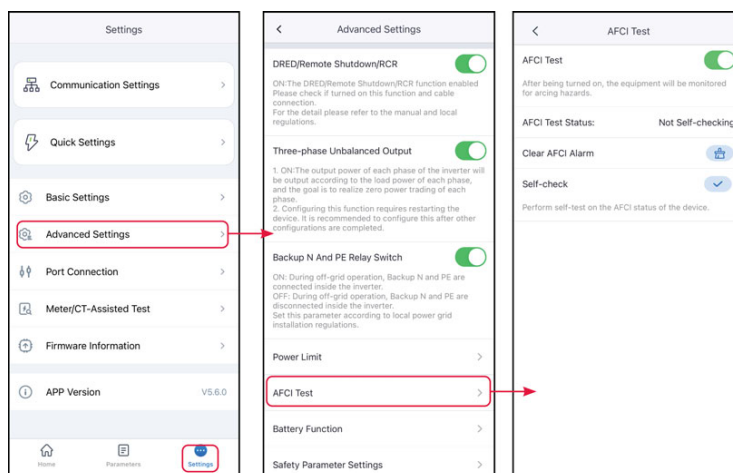 Settings
Communication Settings
Quick Settings
Basic Settings
Advanced Settings
Port Connection
Meter/CT-Assisted Test
Firmware Information
APP Version
V5.6.0
Home
Parameters
Settings
Advanced Settings
DRED/Remote Shutdown/RCR
ON:The DRED/Remote Shutdown/RCR function enabled
Please check if turned on this function and cable
connection.
For the detail please refer to the manual and local
regulations.
Three-phase Unbalanced Output
1. ON:The output power of each phase of the inverter will
be output according to the load power of each phase,
and the goal is to realize zero power trading of each
phase.
2. Configuring this function requires restarting the
device. It is recommended to configure this after other
configurations are completed.
Backup N And PE Relay Switch
ON: During off-grid operation, Backup N and PE are
connected inside the inverter.
OFF: During off-grid operation, Backup N and PE are
disconnected inside the inverter.
Set this parameter according to local power grid
installation regulations.
Power Limit
AFCI Test
Battery Function
Safety Parameter Settings
AFCI Test
AFCI Test
After being turned on, the equipment will be monitored
for arcing hazards.
AFCI Test Status:
Not Self-checking
Clear AFCI Alarm
Self-check
Perform self-test on the AFCI status of the device.